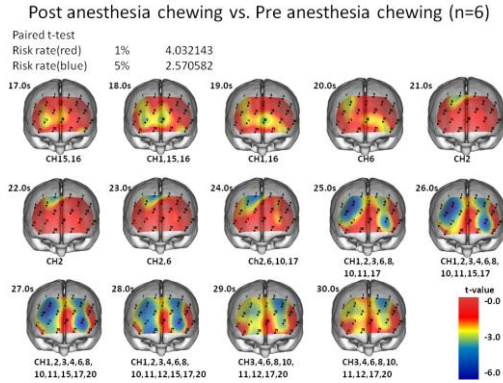 Post anesthesia chewing vs. Pre anesthesia chewing (n=6)
Paired t-test
Risk rate(red) 1% 4.032143
Risk rate(blue) 5% 2.570582
17.0s 18.0s 19.0s 20.0s 21.0s
CH15,16 CH1,15,16 CH1,16 CH6 CH2
22.0s 23.0s 24.0s 25.0s 26.0s
CH2 CH2,6 Ch2,6,10,17 CH1,2,3,6,8, CH1,2,3,4,6,8,
10,11,17 10,11,15,17
27.0s 28.0s 29.0s 30.0s t-value
-0.0
-3.0
-6.0
CH1,2,3,4,6,8, CH1,2,3,4,6,8, CH3,4,6,8,10, CH3,4,6,8,10,
10,11,15,17,20 10,11,12,15,17,20 11,12,17,20 11,12,17,20